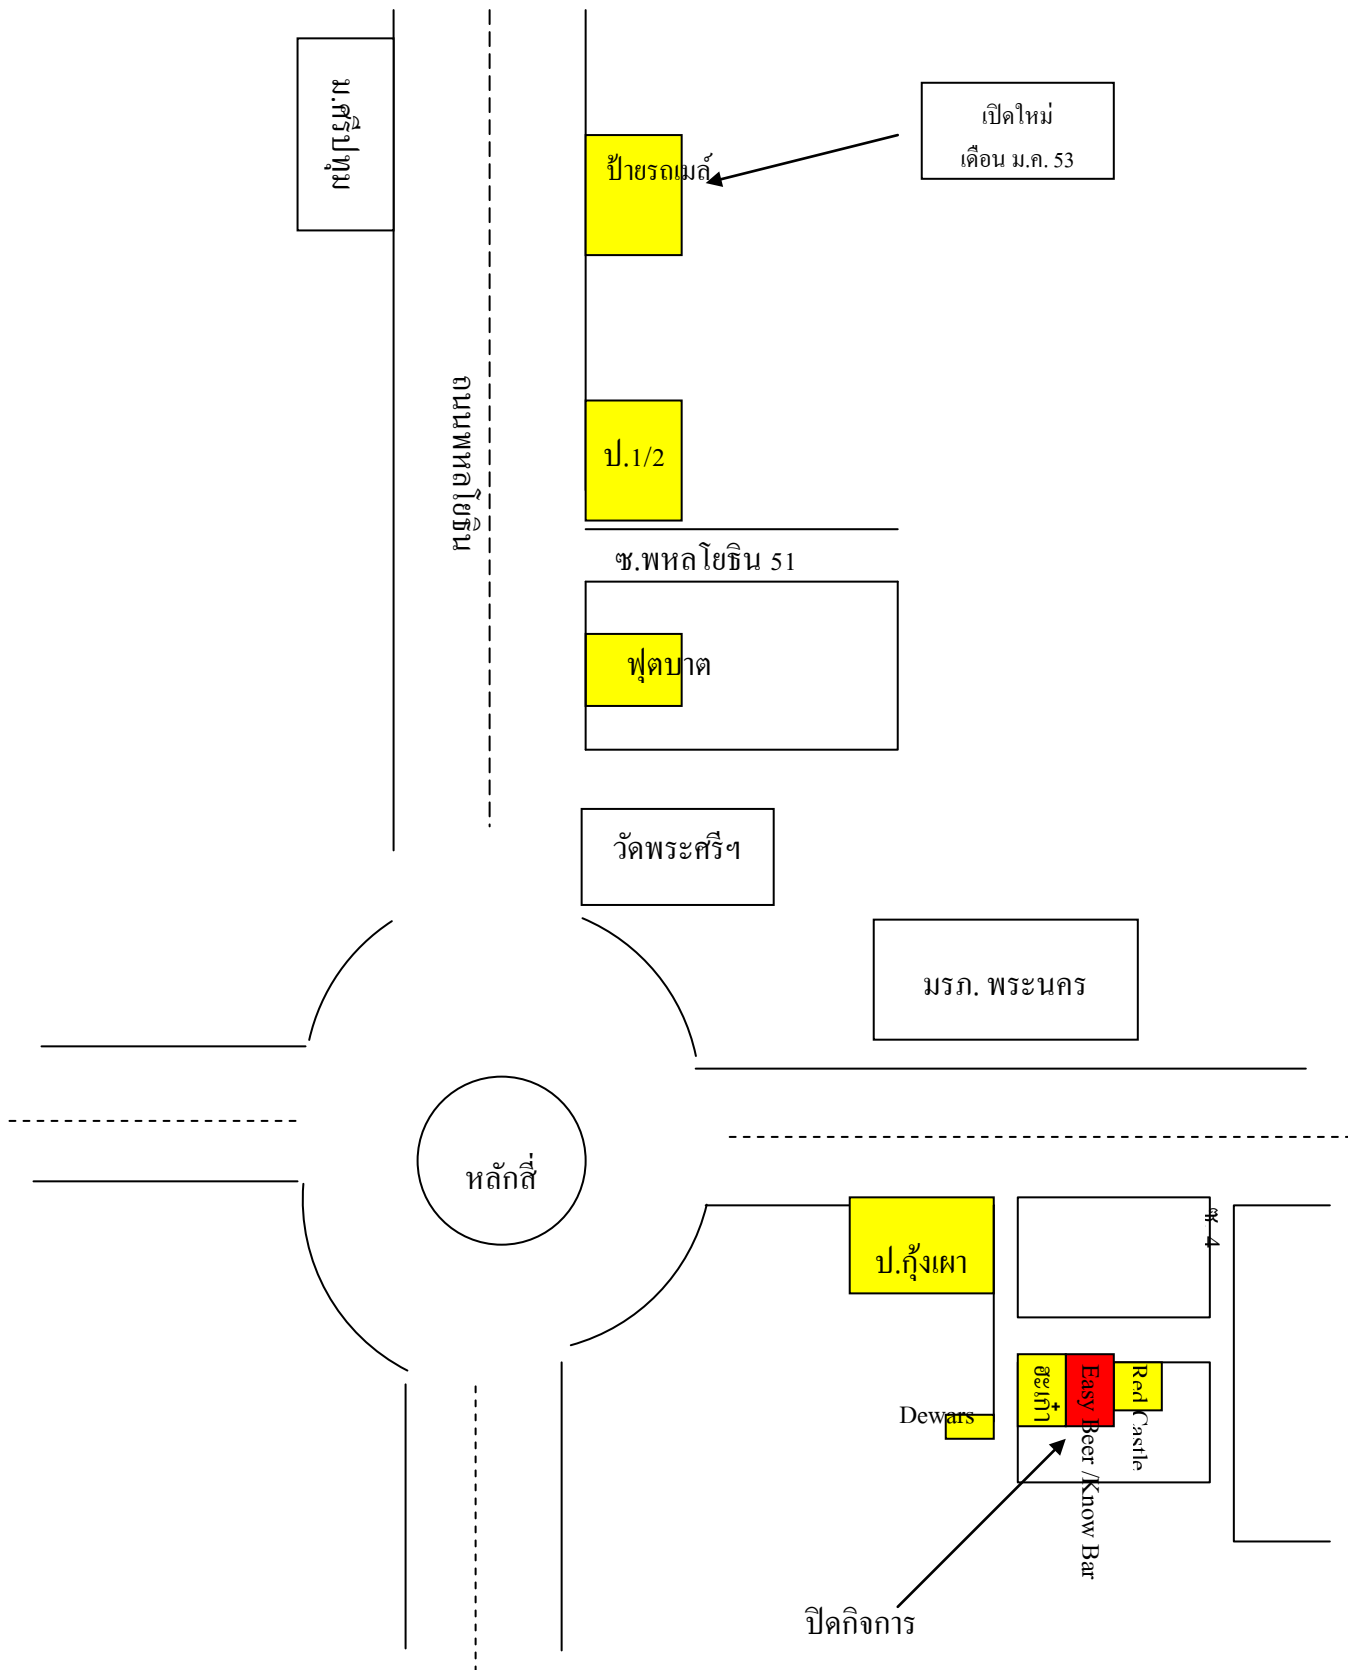 ม.ศรีปทุม
เปิดใหม่
เดือน ม.ค. 53
ป้ายรถเมล์
ถนนพหลโยธิน
ป.1/2
ซ.พหลโยธิน 51
ฟุตบาต
วัดพระศรีฯ
มรภ. พระนคร
หลักสี่
ป.กุ้งเผา
ซ 4
Dewars
ฮะเก๋า
Easy Beer /Know Bar
Red Castle
ปิดกิจการ